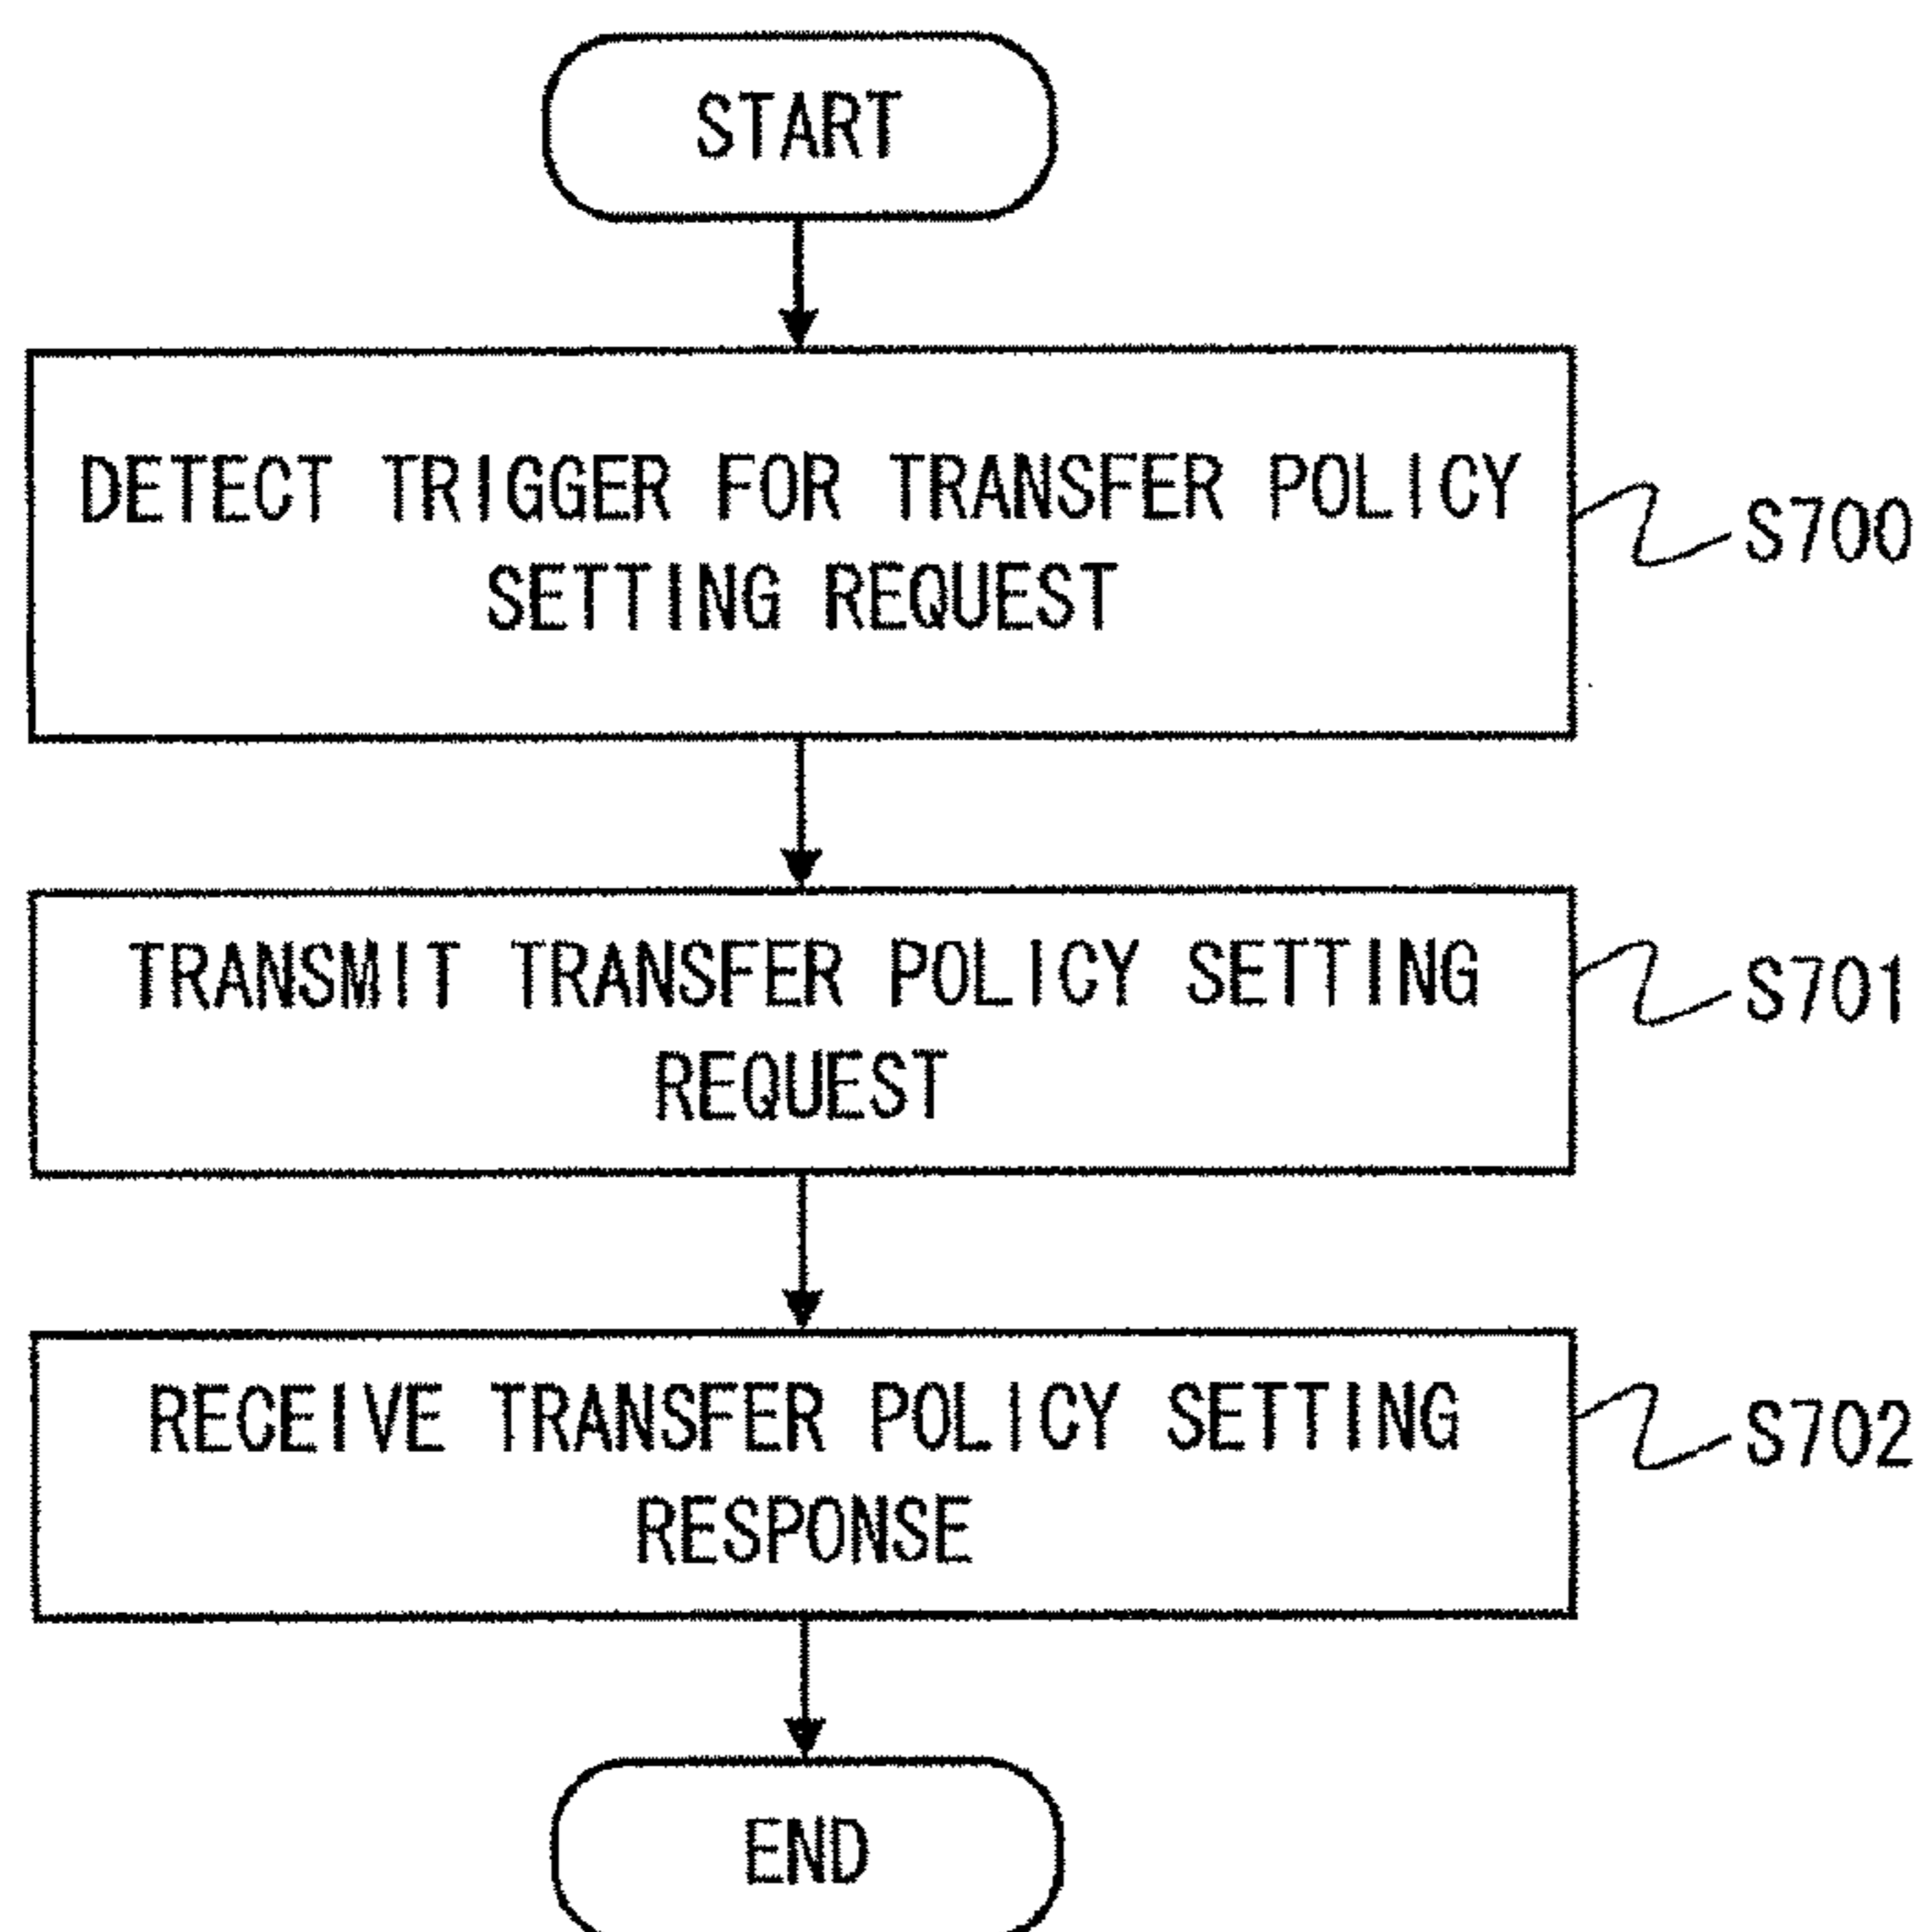 START
DETECT TRIGGER FOR TRANSFER POLICY
SETTING REQUEST
S700
TRANSMIT TRANSFER POLICY SETTING
REQUEST
S701
RECEIVE TRANSFER POLICY SETTING
RESPONSE
S702
END